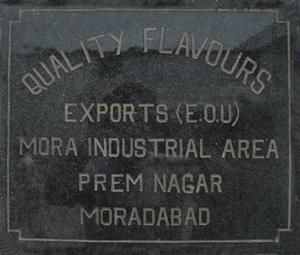 QUALITY FLAVOURS
EXPORTS (E.O.U)
MORA INDUSTRIAL AREA
PREM NAGAR
MORADABAD